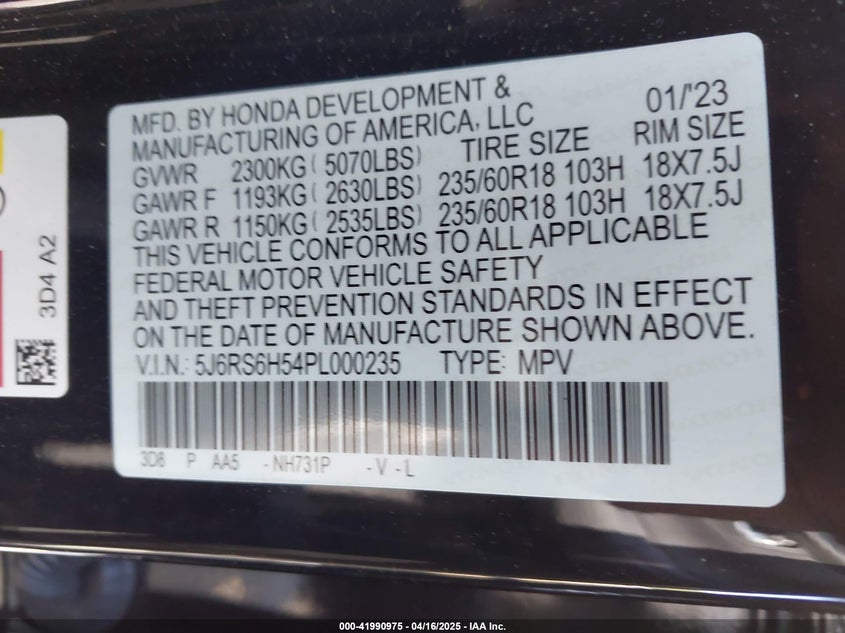 MFD. BY HONDA DEVELOPMENT & 01/'23
MANUFACTURING OF AMERICA, LLC
TIRE SIZE RIM SIZE
GVWR 2300KG( 5070LBS)
GAWR F 1193KG( 2630LBS) 235/60R18 103H 18X7.5J
GAWR R 1150KG( 2535LBS) 235/60R18 103H 18X7.5J
THIS VEHICLE CONFORMS TO ALL APPLICABLE
FEDERAL MOTOR VEHICLE SAFETY
AND THEFT PREVENTION STANDARDS IN EFFECT
ON THE DATE OF MANUFACTURE SHOWN ABOVE.
V.I.N.: 5J6RS6H54PL000235 TYPE: MPV
3D8 P AA5 -NH731P -V -L
3D4 A2
000-41990975 - 04/16/2025 - IAA Inc.